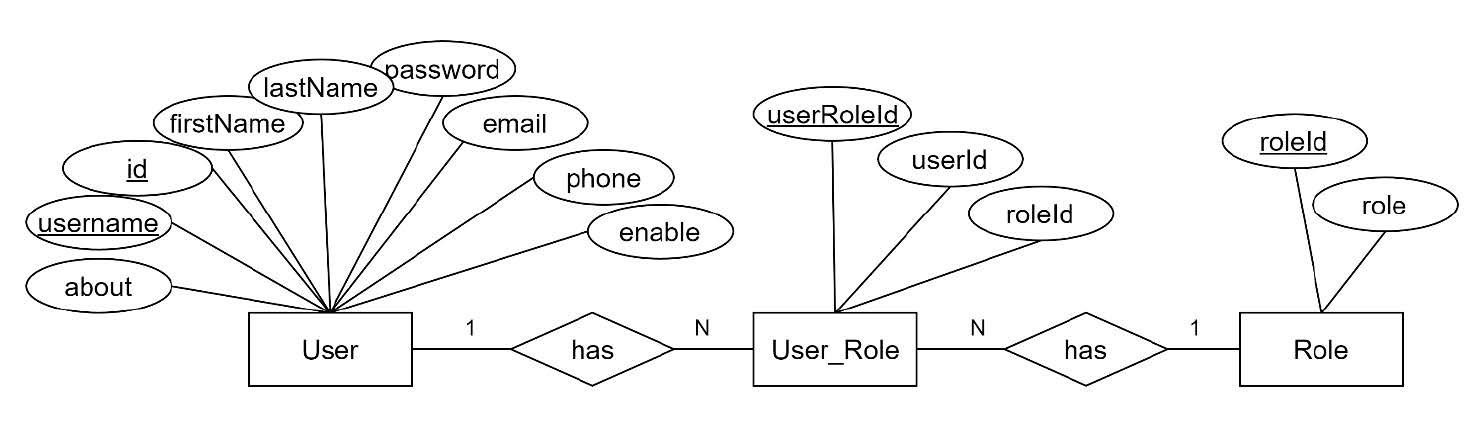 password
lastName
userRoleId
firstName
email
roleId
userId
id
phone
role
roleId
username
enable
about
1
N
N
1
User
has
User_Role
has
Role